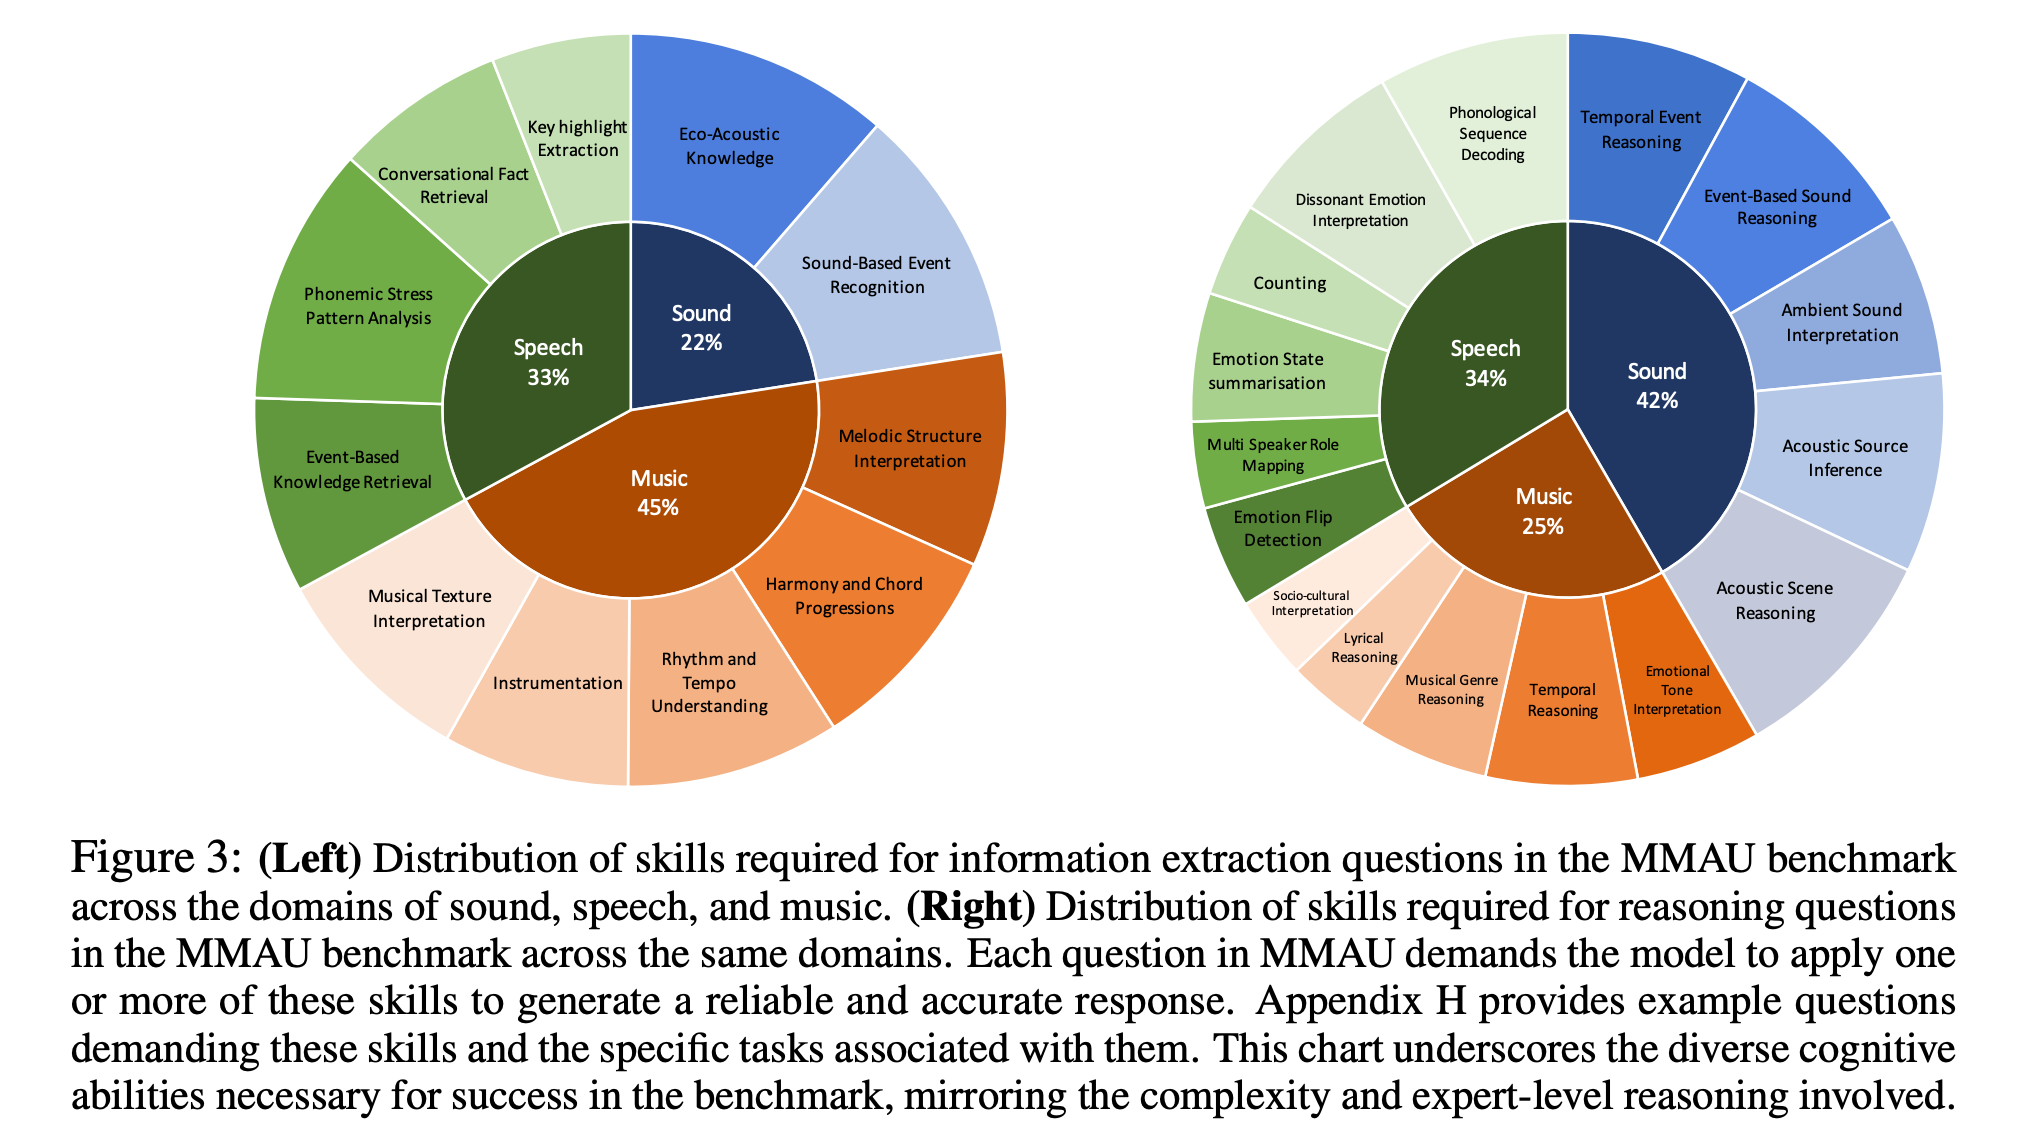 Key highlight
Extraction
Eco-Acoustic
Knowledge
Conversational Fact
Retrieval
Sound-Based Event
Recognition
Phonemic Stress
Pattern Analysis
Sound
22%
Speech
33%
Melodic Structure
Interpretation
Event-Based
Knowledge Retrieval
Music
45%
Harmony and Chord
Progressions
Musical Texture
Interpretation
Instrumentation
Rhythm and
Tempo
Understanding
Phonological
Sequence
Decoding
Temporal Event
Reasoning
Dissonant Emotion
Interpretation
Event-Based Sound
Reasoning
Counting
Ambient Sound
Interpretation
Emotion State
summarisation
Speech
34%
Sound
42%
Multi Speaker Role
Mapping
Acoustic Source
Inference
Emotion Flip
Detection
Music
25%
Acoustic Scene
Reasoning
Socio-cultural
Interpretation
Lyrical
Reasoning
Musical Genre
Reasoning
Temporal
Reasoning
Emotional
Tone
Interpretation
Figure 3: (Left) Distribution of skills required for information extraction questions in the MMAU benchmark
across the domains of sound, speech, and music. (Right) Distribution of skills required for reasoning questions
in the MMAU benchmark across the same domains. Each question in MMAU demands the model to apply one
or more of these skills to generate a reliable and accurate response. Appendix H provides example questions
demanding these skills and the specific tasks associated with them. This chart underscores the diverse cognitive
abilities necessary for success in the benchmark, mirroring the complexity and expert-level reasoning involved.